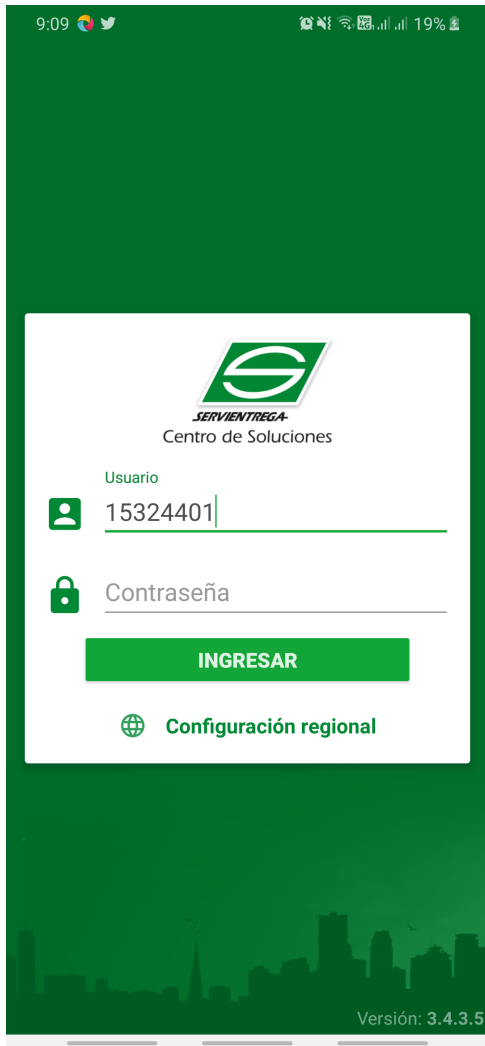 9:09 19%
SERVIENTREGA
Centro de Soluciones
Usuario
15324401
Contraseña
INGRESAR
Configuración regional
Versión: 3.4.3.5